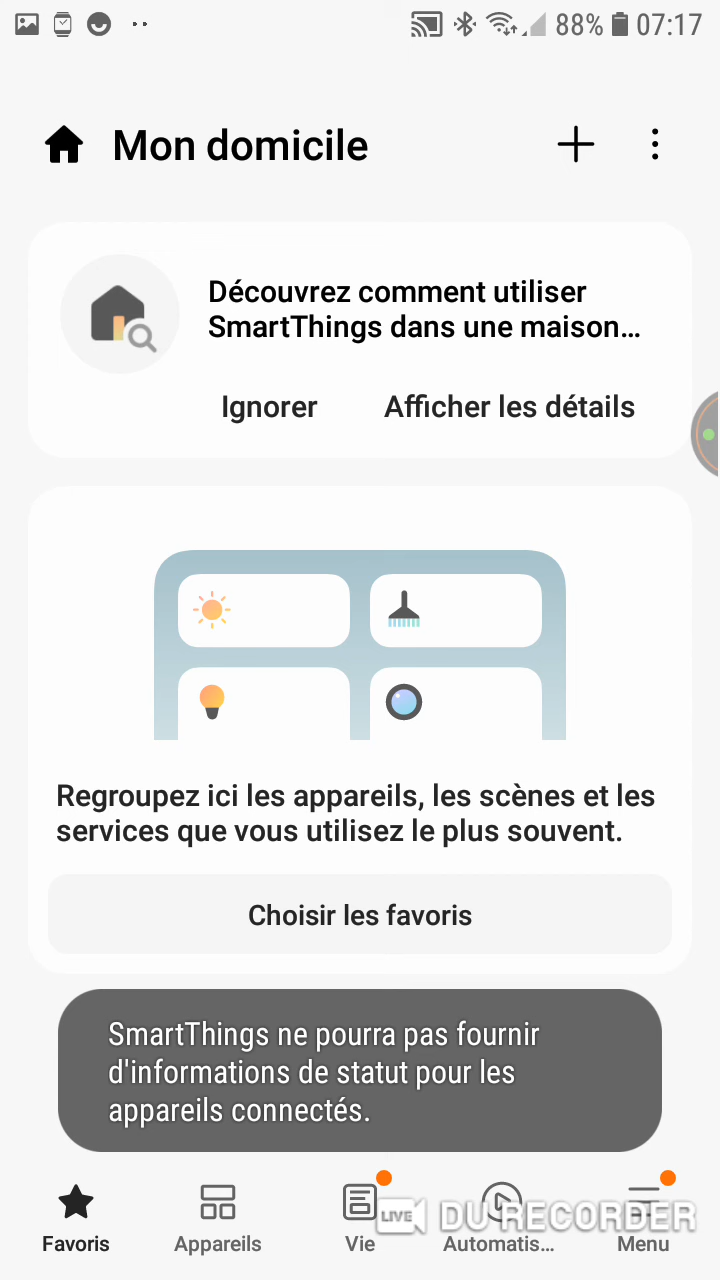 88% 07:17
Mon domicile
Découvrez comment utiliser
SmartThings dans une maison...
Ignorer Afficher les détails
Regroupez ici les appareils, les scènes et les
services que vous utilisez le plus souvent.
Choisir les favoris
SmartThings ne pourra pas fournir
d'informations de statut pour les
appareils connectés.
LIVE DU RECORDER
Favoris Appareils Vie Automatis... Menu